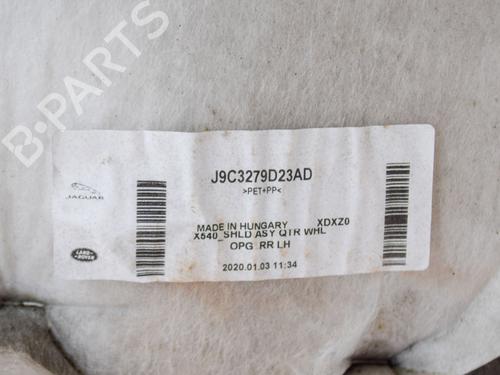 B-PARTS
J9C3279D23AD
>PET+PP<
JAGUAR
MADE IN HUNGARY XDXZ0
X540_SHLD ASY QTR WHL
OPG RR LH
LAND-
ROVER
2020.01.03 11:34